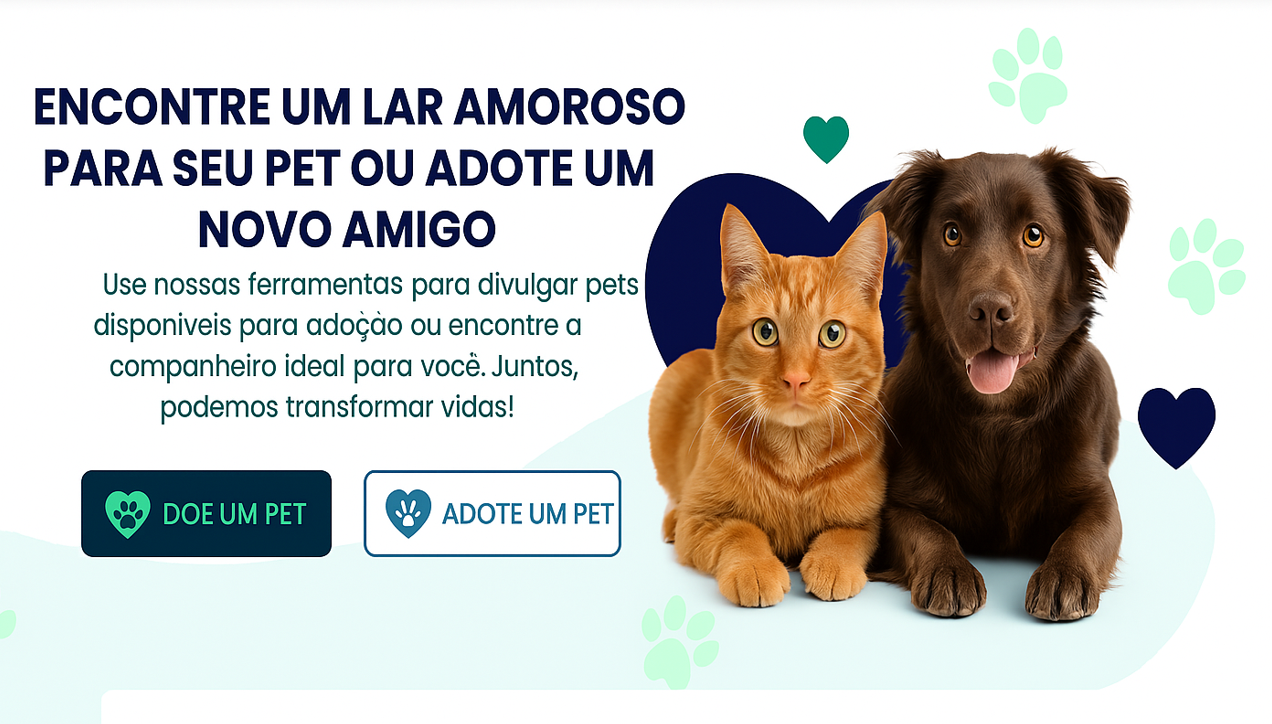 ENCONTRE UM LAR AMOROSO
PARA SEU PET OU ADOTE UM
NOVO AMIGO
Use nossas ferramentas para divulgar pets
disponiveis para adoçào ou encontre a
companheiro ideal para você. Juntos,
podemos transformar vidas!
DOE UM PET
ADOTE UM PET